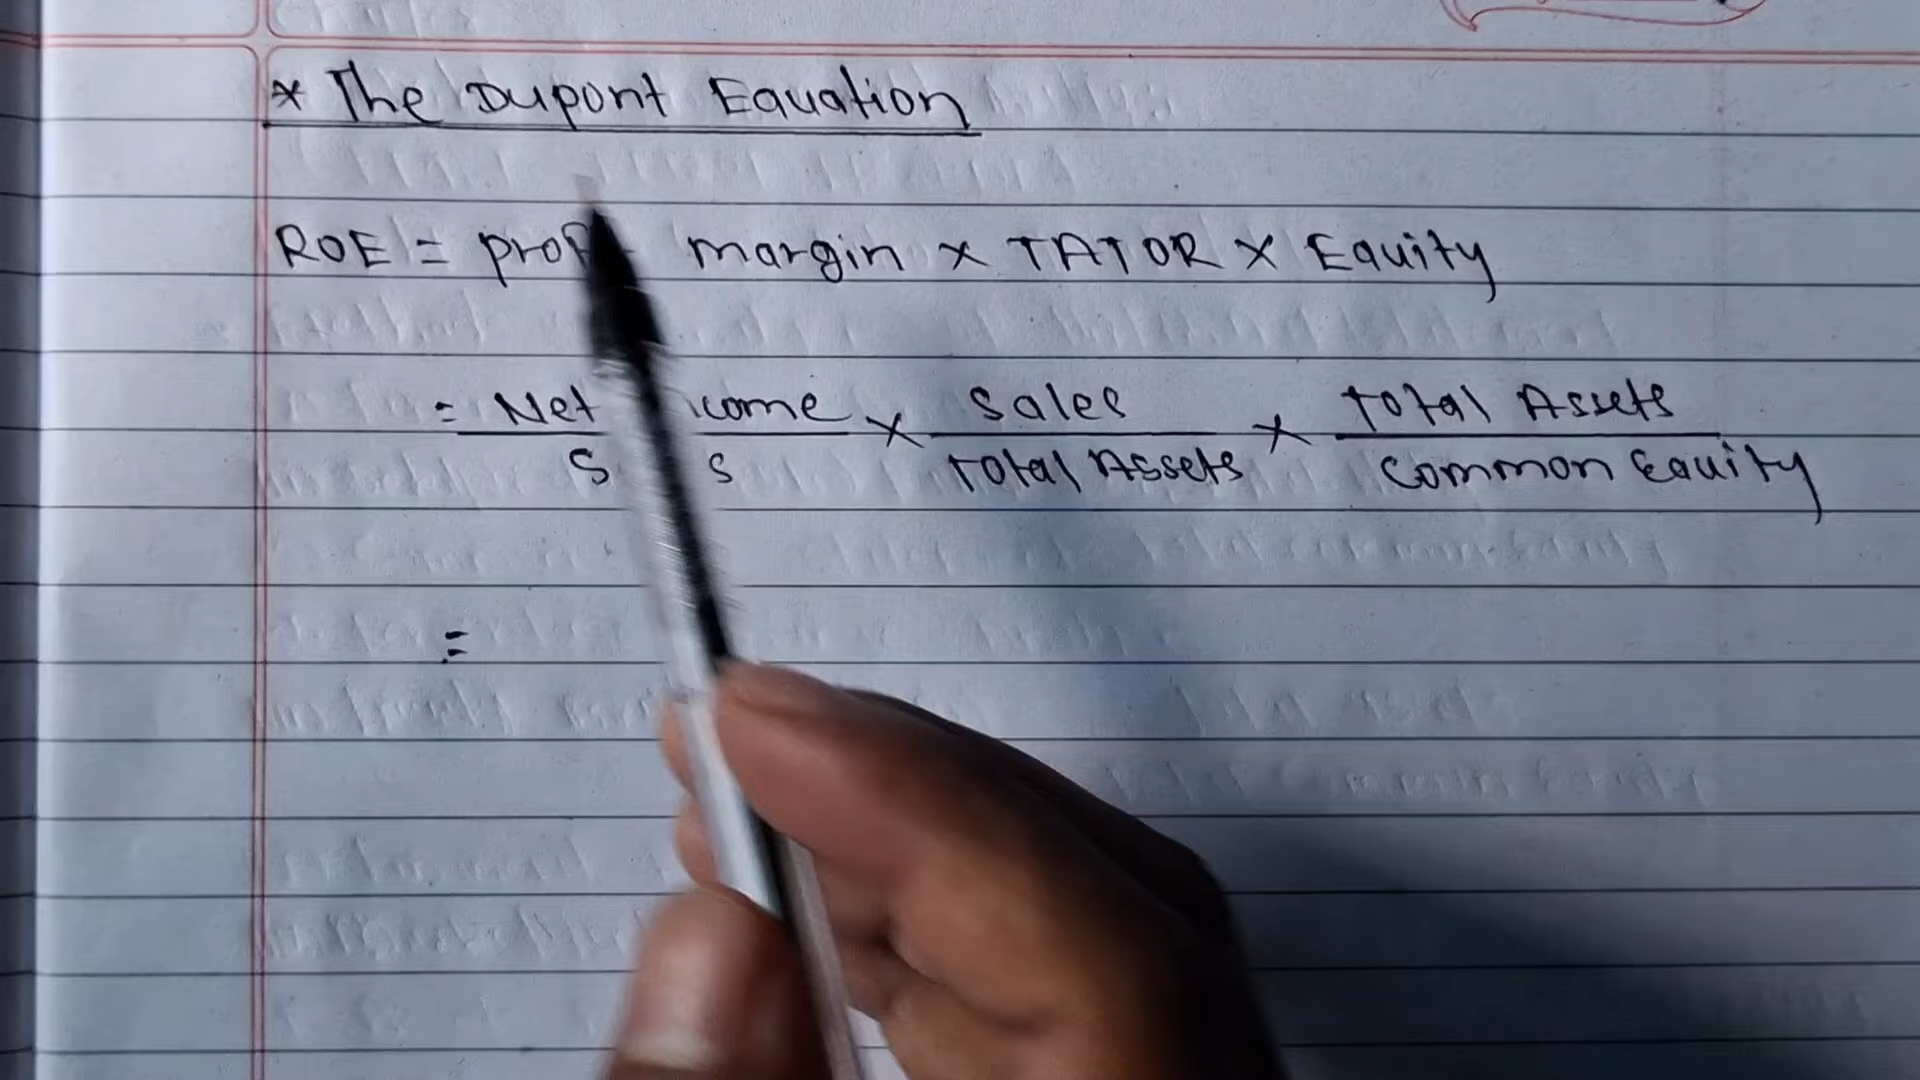 * The Dupont Equation
ROE = prof margin × TATOR × Equity
= Net come × Sales × Total Assets
S s Total Assets Common Equity
=